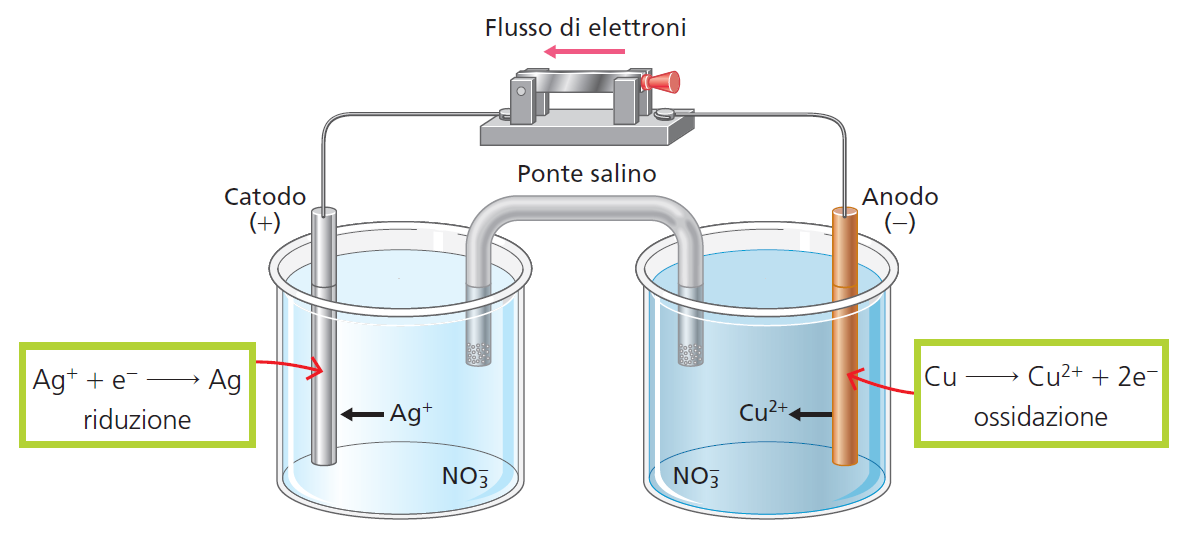 Flusso di elettroni
Ponte salino
Catodo
(+)
Anodo
(–)
Ag⁺ + e⁻ ⟶ Ag
riduzione
Cu ⟶ Cu²⁺ + 2e⁻
ossidazione
Ag⁺
Cu²⁺
NO₃⁻
NO₃⁻